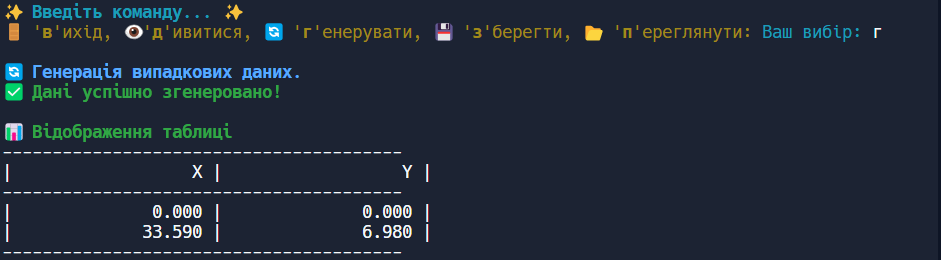 ✨ Введіть команду... ✨
🚪 'в'ихід, 👁️'д'ивитися, 🔄 'г'енерувати, 💾 'з'берегти, 📂 'п'ереглянути: Ваш вибір: г
🔄 Генерація випадкових даних.
✅ Дані успішно згенеровано!
📊 Відображення таблиці
----------------------------------------
| X | Y |
----------------------------------------
| 0.000 | 0.000 |
| 33.590 | 6.980 |
----------------------------------------